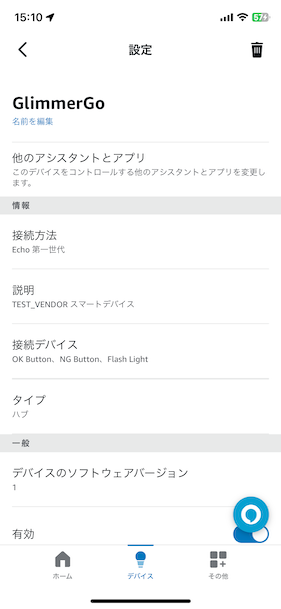 15:10
57
設定
GlimmerGo
名前を編集
他のアシスタントとアプリ
このデバイスをコントロールする他のアシスタントとアプリを変更し
ます。
情報
接続方法
Echo 第一世代
説明
TEST_VENDOR スマートデバイス
接続デバイス
OK Button、NG Button、Flash Light
タイプ
ハブ
一般
デバイスのソフトウェアバージョン
1
有効
ホーム
デバイス
その他